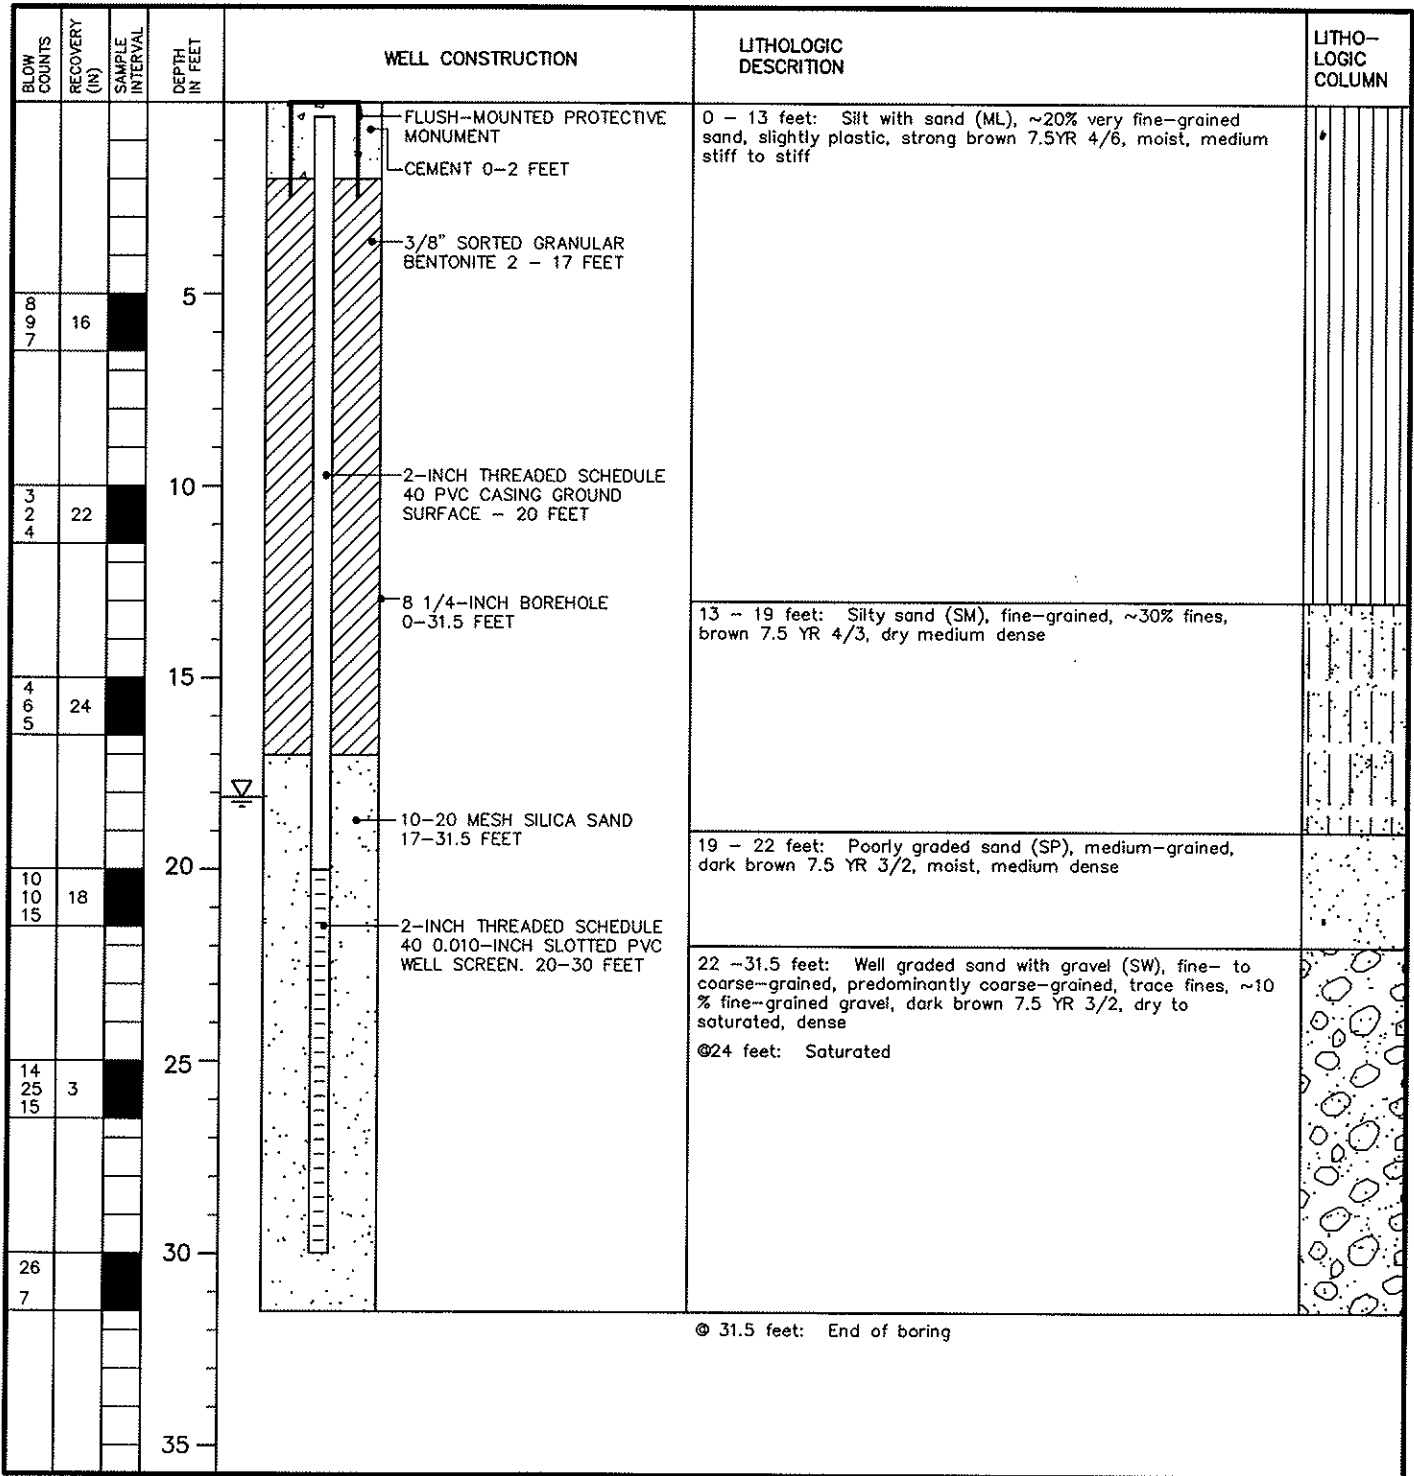 BLOW
COUNTS
RECOVERY
(IN)
SAMPLE
INTERVAL
DEPTH
IN FEET
WELL CONSTRUCTION
LITHOLOGIC
DESCRITION
LITHO-
LOGIC
COLUMN
FLUSH-MOUNTED PROTECTIVE
MONUMENT
CEMENT 0-2 FEET
3/8" SORTED GRANULAR
BENTONITE 2 - 17 FEET
2-INCH THREADED SCHEDULE
40 PVC CASING GROUND
SURFACE - 20 FEET
8 1/4-INCH BOREHOLE
0-31.5 FEET
10-20 MESH SILICA SAND
17-31.5 FEET
2-INCH THREADED SCHEDULE
40 0.010-INCH SLOTTED PVC
WELL SCREEN. 20-30 FEET
0 - 13 feet: Silt with sand (ML), ~20% very fine-grained
sand, slightly plastic, strong brown 7.5YR 4/6, moist, medium
stiff to stiff
13 - 19 feet: Silty sand (SM), fine-grained, ~30% fines,
brown 7.5 YR 4/3, dry medium dense
19 - 22 feet: Poorly graded sand (SP), medium-grained,
dark brown 7.5 YR 3/2, moist, medium dense
22 -31.5 feet: Well graded sand with gravel (SW), fine- to
coarse-grained, predominantly coarse-grained, trace fines, ~10
% fine-grained gravel, dark brown 7.5 YR 3/2, dry to
saturated, dense
@24 feet: Saturated
@ 31.5 feet: End of boring
8
9
7
16
5
3
2
4
22
10
4
6
5
24
15
10
10
15
18
20
14
25
15
3
25
26
7
30
35